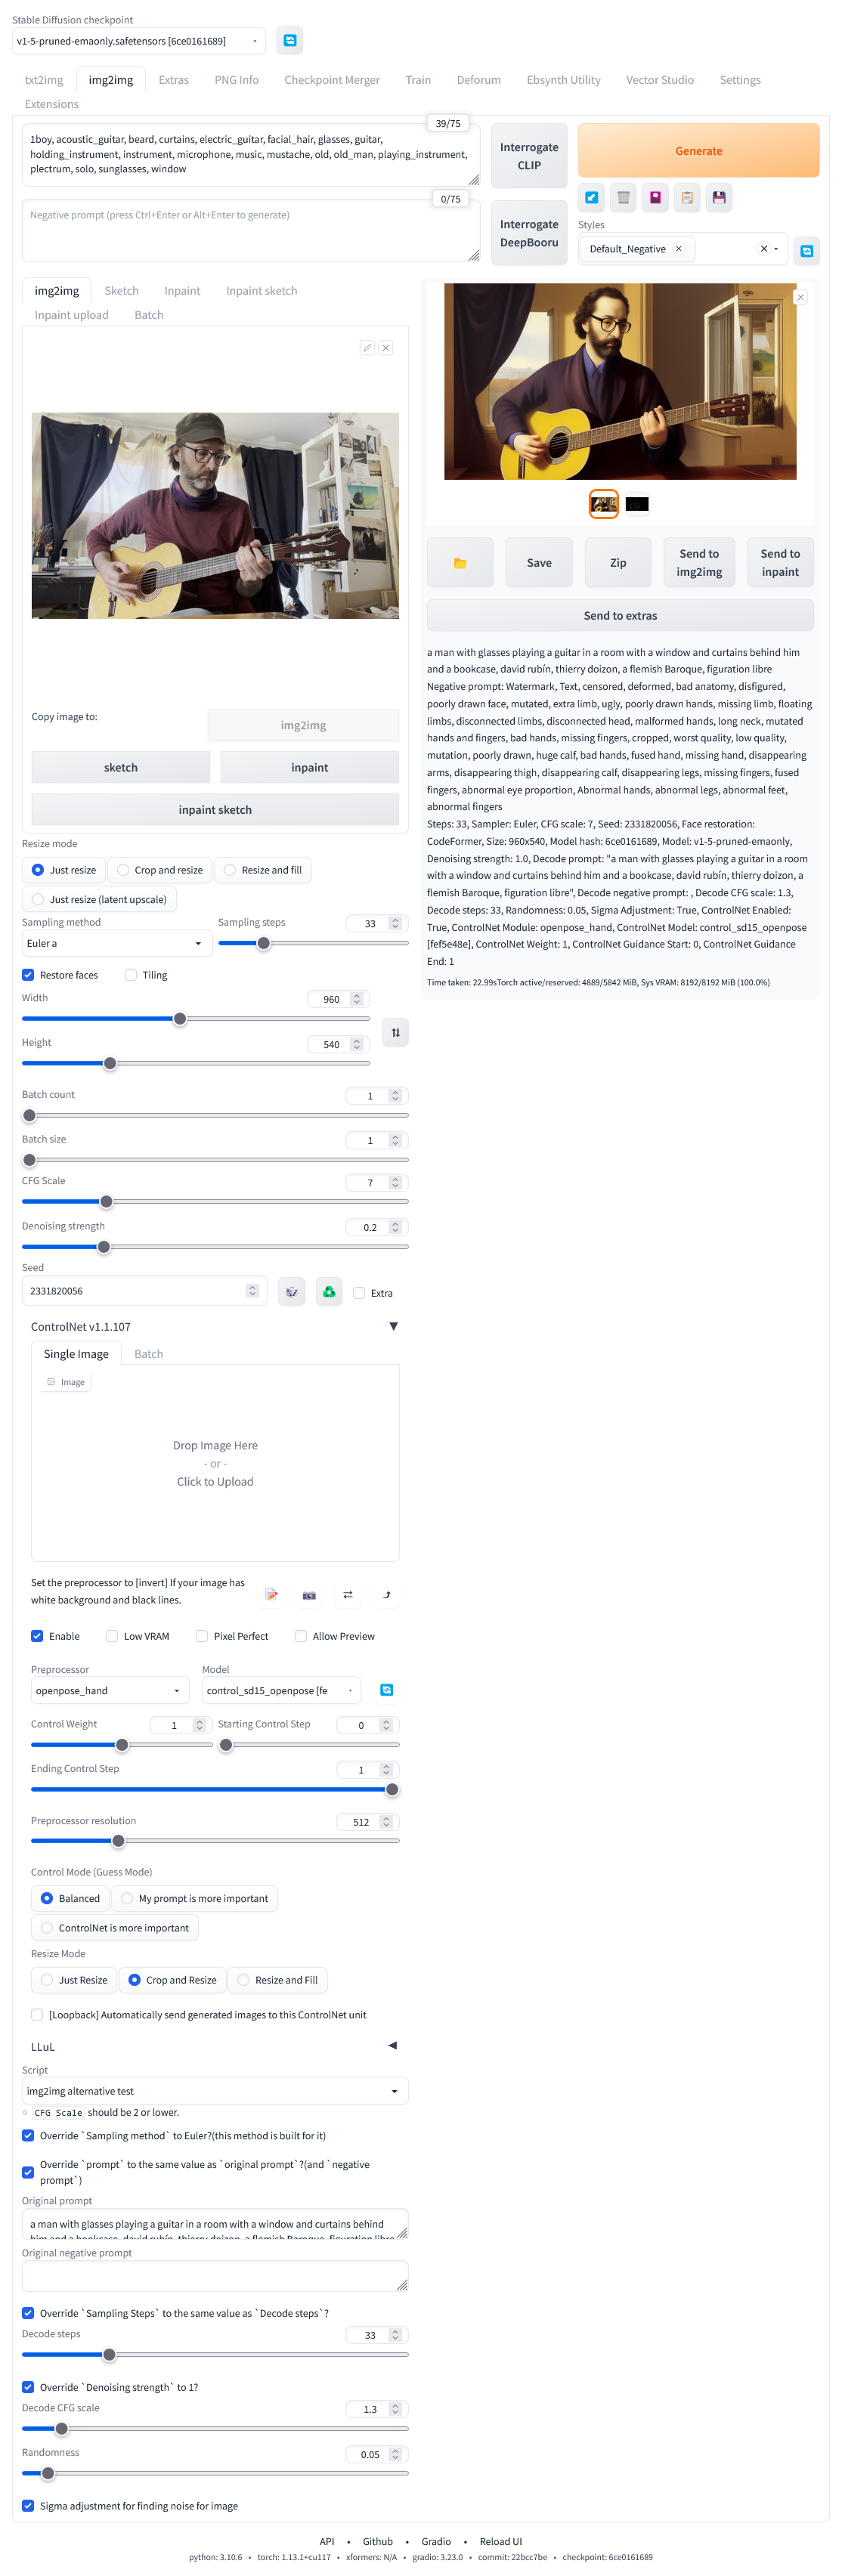 Stable Diffusion checkpoint
v1-5-pruned-emaonly.safetensors [6ce0161689]
txt2img img2img Extras PNG Info Checkpoint Merger Train Deforum Ebsynth Utility Vector Studio Settings
Extensions
39/75
1boy, acoustic_guitar, beard, curtains, electric_guitar, facial_hair, glasses, guitar,
holding_instrument, instrument, microphone, music, mustache, old, old_man, playing_instrument,
plectrum, solo, sunglasses, window
0/75
Negative prompt (press Ctrl+Enter or Alt+Enter to generate)
Interrogate
CLIP
Interrogate
DeepBooru
Generate
Styles
Default_Negative
img2img Sketch Inpaint Inpaint sketch
Inpaint upload Batch
Copy image to:
img2img
sketch
inpaint
inpaint sketch
Resize mode
Just resize Crop and resize Resize and fill
Just resize (latent upscale)
Sampling method
Euler a
Sampling steps
33
Restore faces Tiling
Width
960
Height
540
Batch count
1
Batch size
1
CFG Scale
7
Denoising strength
0.2
Seed
2331820056
Extra
ControlNet v1.1.107
Single Image Batch
Image
Drop Image Here
- or -
Click to Upload
Set the preprocessor to [invert] If your image has
white background and black lines.
Enable Low VRAM Pixel Perfect Allow Preview
Preprocessor
openpose_hand
Model
control_sd15_openpose [fe
Control Weight
1
Starting Control Step
0
Ending Control Step
1
Preprocessor resolution
512
Control Mode (Guess Mode)
Balanced My prompt is more important
ControlNet is more important
Resize Mode
Just Resize Crop and Resize Resize and Fill
[Loopback] Automatically send generated images to this ControlNet unit
LLuL
Script
img2img alternative test
CFG Scale should be 2 or lower.
Override `Sampling method` to Euler?(this method is built for it)
Override `prompt` to the same value as `original prompt`?(and `negative
prompt`)
Original prompt
a man with glasses playing a guitar in a room with a window and curtains behind
him and a bookcase, david rubín, thierry doizon, a flemish Baroque, figuration libre
Original negative prompt
Override `Sampling Steps` to the same value as `Decode steps`?
Decode steps
33
Override `Denoising strength` to 1?
Decode CFG scale
1.3
Randomness
0.05
Sigma adjustment for finding noise for image
Save
Zip
Send to
img2img
Send to
inpaint
Send to extras
a man with glasses playing a guitar in a room with a window and curtains behind him
and a bookcase, david rubín, thierry doizon, a flemish Baroque, figuration libre
Negative prompt: Watermark, Text, censored, deformed, bad anatomy, disfigured,
poorly drawn face, mutated, extra limb, ugly, poorly drawn hands, missing limb, floating
limbs, disconnected limbs, disconnected head, malformed hands, long neck, mutated
hands and fingers, bad hands, missing fingers, cropped, worst quality, low quality,
mutation, poorly drawn, huge calf, bad hands, fused hand, missing hand, disappearing
arms, disappearing thigh, disappearing calf, disappearing legs, missing fingers, fused
fingers, abnormal eye proportion, Abnormal hands, abnormal legs, abnormal feet,
abnormal fingers
Steps: 33, Sampler: Euler, CFG scale: 7, Seed: 2331820056, Face restoration:
CodeFormer, Size: 960x540, Model hash: 6ce0161689, Model: v1-5-pruned-emaonly,
Denoising strength: 1.0, Decode prompt: "a man with glasses playing a guitar in a room
with a window and curtains behind him and a bookcase, david rubín, thierry doizon, a
flemish Baroque, figuration libre", Decode negative prompt: , Decode CFG scale: 1.3,
Decode steps: 33, Randomness: 0.05, Sigma Adjustment: True, ControlNet Enabled:
True, ControlNet Module: openpose_hand, ControlNet Model: control_sd15_openpose
[fef5e48e], ControlNet Weight: 1, ControlNet Guidance Start: 0, ControlNet Guidance
End: 1
Time taken: 22.99sTorch active/reserved: 4889/5842 MiB, Sys VRAM: 8192/8192 MiB (100.0%)
API • Github • Gradio • Reload UI
python: 3.10.6 • torch: 1.13.1+cu117 • xformers: N/A • gradio: 3.23.0 • commit: 22bcc7be • checkpoint: 6ce0161689